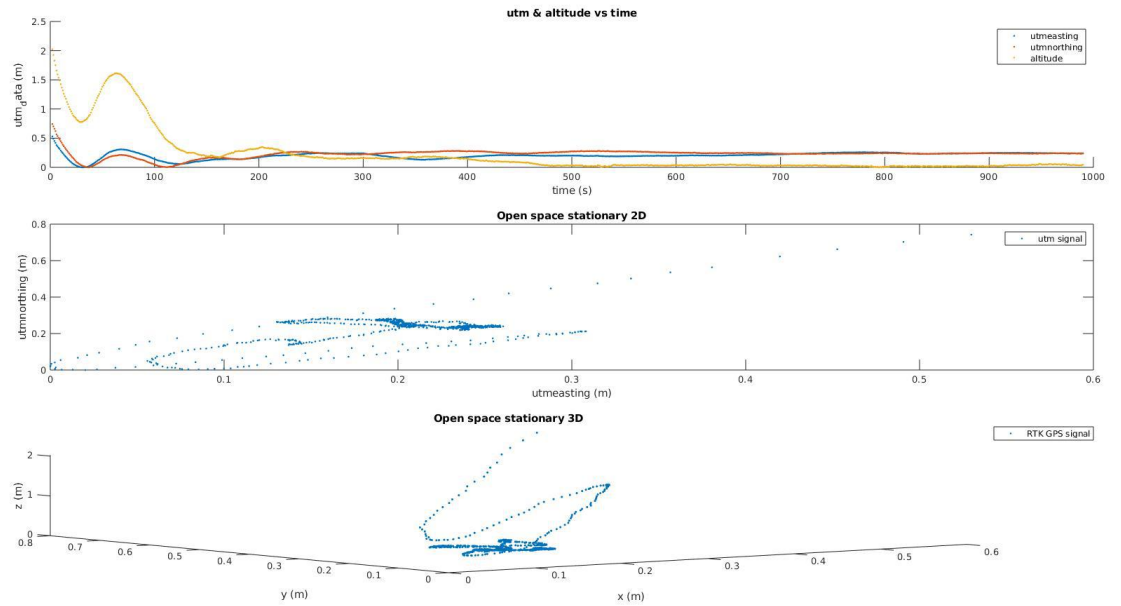 utm & altitude vs time
utm_data (m)
2.5
2
1.5
1
0.5
0
utmeasting
utmnorthing
altitude
0 100 200 300 400 500 600 700 800 900 1000
time (s)
Open space stationary 2D
utmnorthing (m)
0.8
0.6
0.4
0.2
0
utm signal
0 0.1 0.2 0.3 0.4 0.5 0.6
utmeasting (m)
Open space stationary 3D
RTK GPS signal
z (m)
2
1
0
0.8 0.7 0.6 0.5 0.4 0.3 0.2 0.1 0
y (m)
0 0.1 0.2 0.3 0.4 0.5 0.6
x (m)